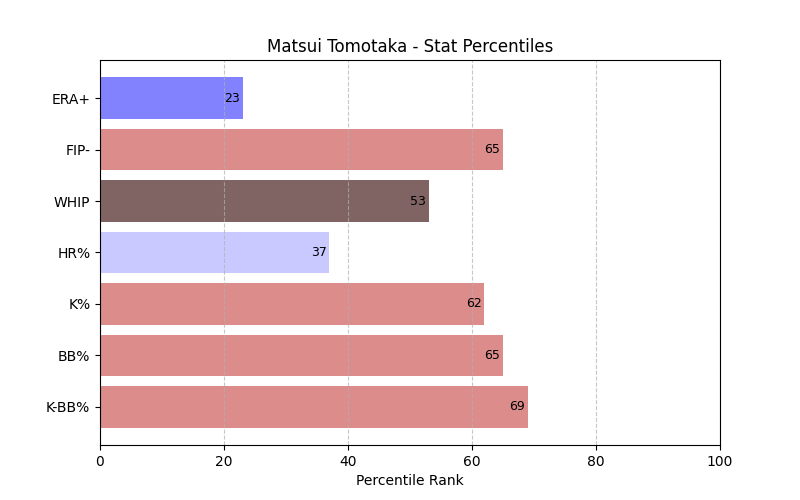 Matsui Tomotaka - Stat Percentiles
ERA+ 23
FIP- 65
WHIP 53
HR% 37
K% 62
BB% 65
K-BB% 69
0 20 40 60 80 100
Percentile Rank